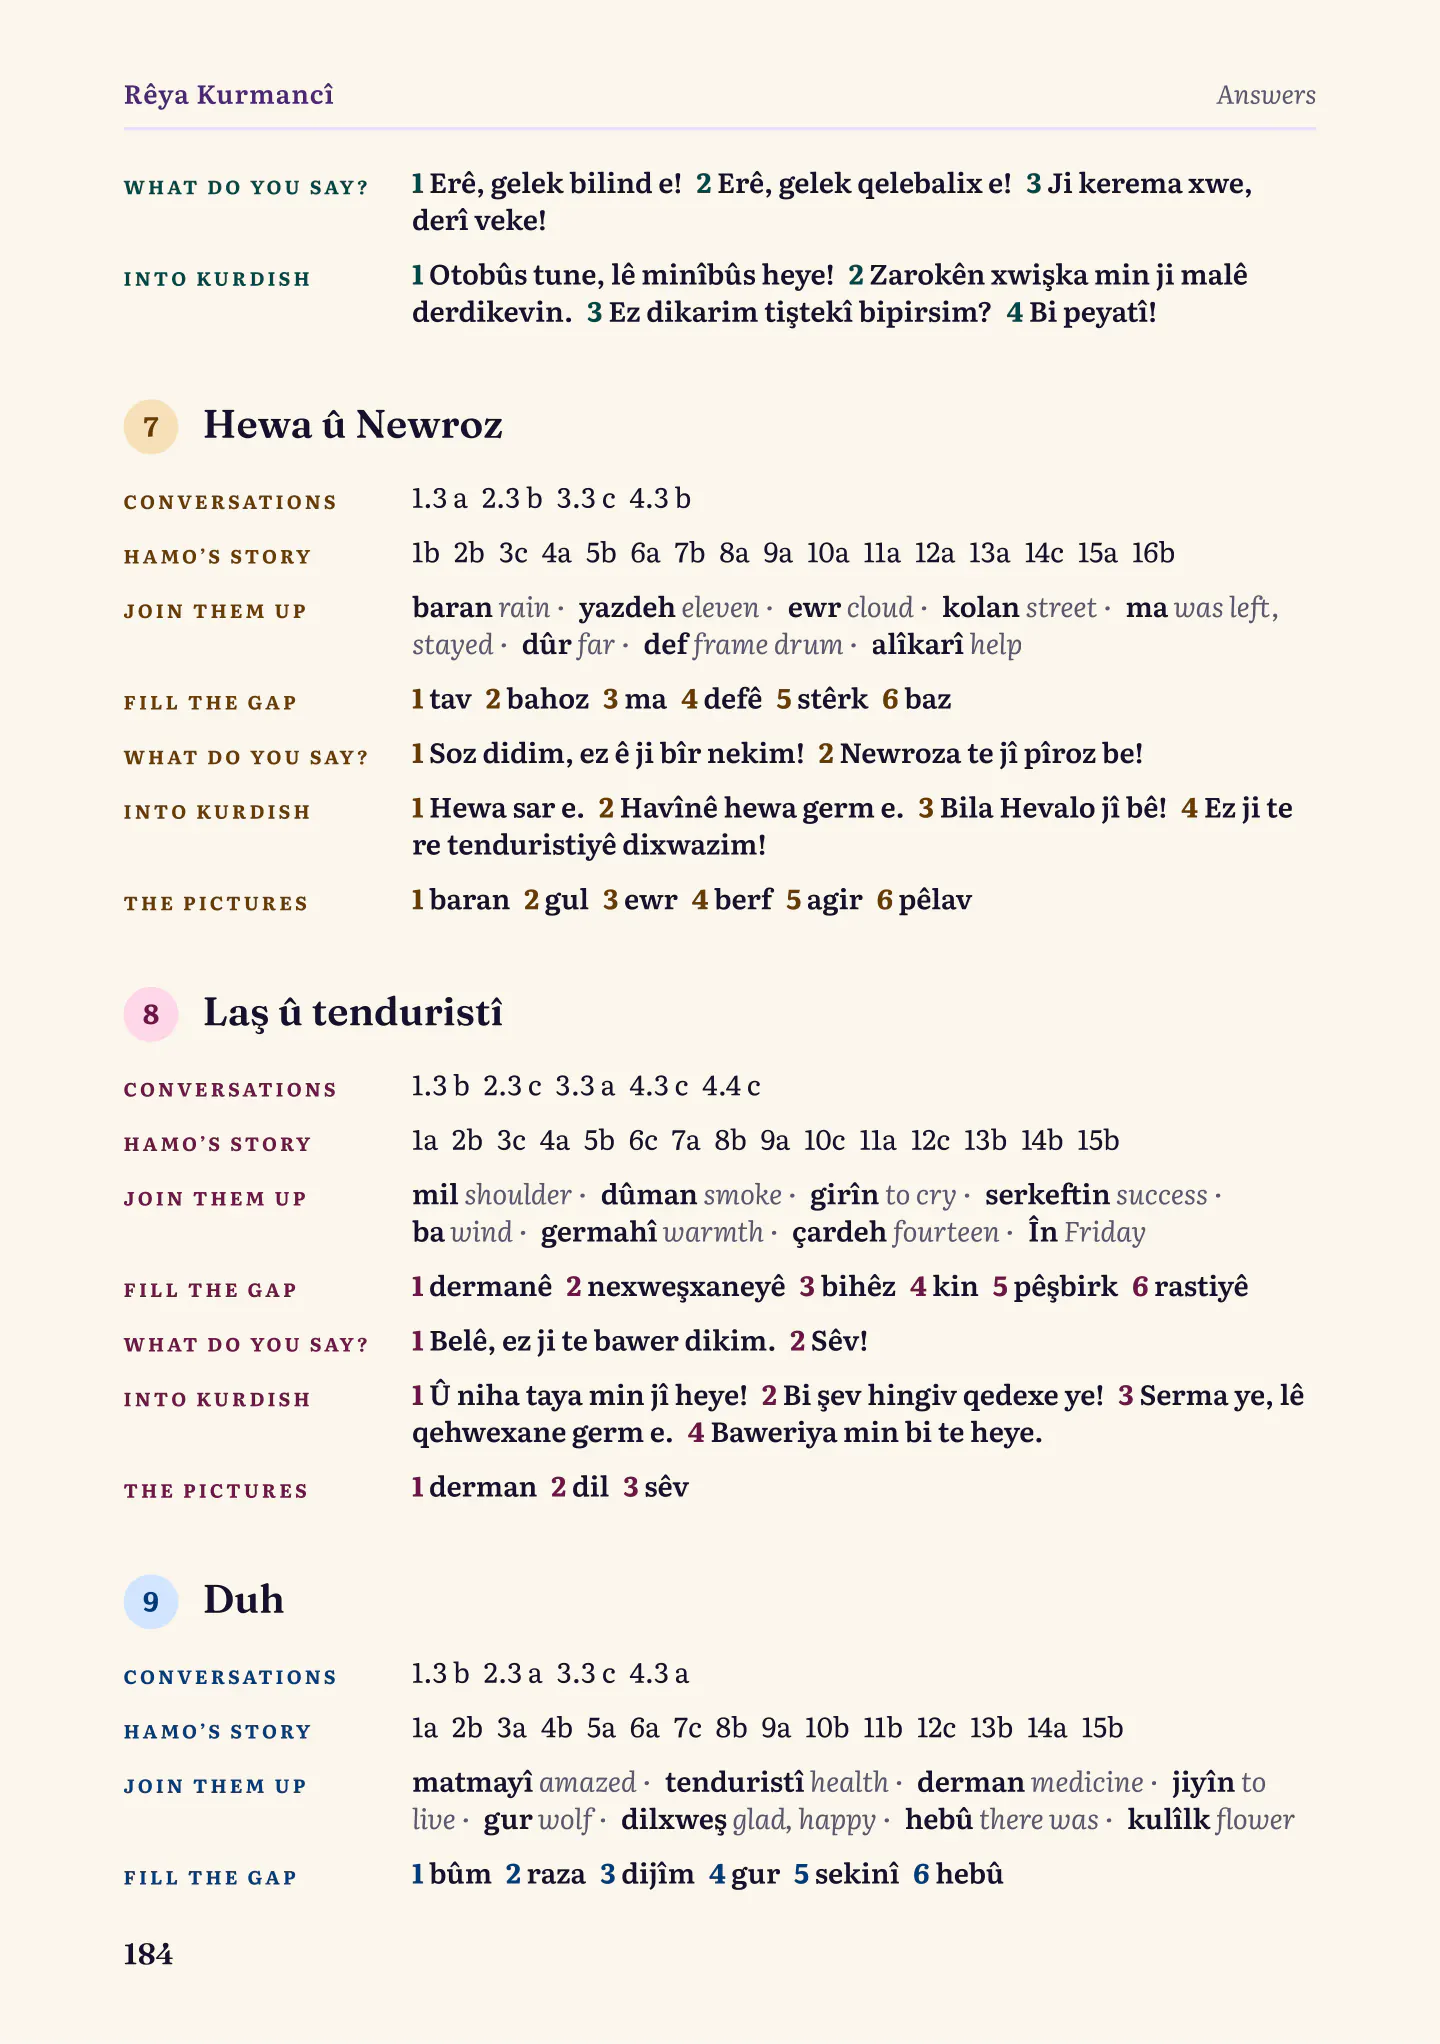 Rêya Kurmancî
Answers
WHAT DO YOU SAY? 1 Erê, gelek bilind e! 2 Erê, gelek qelebalix e! 3 Ji kerema xwe,
derî veke!
INTO KURDISH 1 Otobûs tune, lê minîbûs heye! 2 Zarokên xwişka min ji malê
derdikevin. 3 Ez dikarim tiştekî bipirsim? 4 Bi peyatî!
7 Hewa û Newroz
CONVERSATIONS 1.3 a 2.3 b 3.3 c 4.3 b
HAMO’S STORY 1b 2b 3c 4a 5b 6a 7b 8a 9a 10a 11a 12a 13a 14c 15a 16b
JOIN THEM UP baran rain · yazdeh eleven · ewr cloud · kolan street · ma was left,
stayed · dûr far · def frame drum · alîkarî help
FILL THE GAP 1 tav 2 bahoz 3 ma 4 defê 5 stêrk 6 baz
WHAT DO YOU SAY? 1 Soz didim, ez ê ji bîr nekim! 2 Newroza te jî pîroz be!
INTO KURDISH 1 Hewa sar e. 2 Havînê hewa germ e. 3 Bila Hevalo jî bê! 4 Ez ji te
re tenduristiyê dixwazim!
THE PICTURES 1 baran 2 gul 3 ewr 4 berf 5 agir 6 pêlav
8 Laş û tenduristî
CONVERSATIONS 1.3 b 2.3 c 3.3 a 4.3 c 4.4 c
HAMO’S STORY 1a 2b 3c 4a 5b 6c 7a 8b 9a 10c 11a 12c 13b 14b 15b
JOIN THEM UP mil shoulder · dûman smoke · girîn to cry · serkeftin success ·
ba wind · germahî warmth · çardeh fourteen · În Friday
FILL THE GAP 1 dermanê 2 nexweşxaneyê 3 bihêz 4 kin 5 pêşbirk 6 rastiyê
WHAT DO YOU SAY? 1 Belê, ez ji te bawer dikim. 2 Sêv!
INTO KURDISH 1 Û niha taya min jî heye! 2 Bi şev hingiv qedexe ye! 3 Serma ye, lê
qehwexane germ e. 4 Baweriya min bi te heye.
THE PICTURES 1 derman 2 dil 3 sêv
9 Duh
CONVERSATIONS 1.3 b 2.3 a 3.3 c 4.3 a
HAMO’S STORY 1a 2b 3a 4b 5a 6a 7c 8b 9a 10b 11b 12c 13b 14a 15b
JOIN THEM UP matmayî amazed · tenduristî health · derman medicine · jiyîn to
live · gur wolf · dilxweş glad, happy · hebû there was · kulîlk flower
FILL THE GAP 1 bûm 2 raza 3 dijîm 4 gur 5 sekinî 6 hebû
184